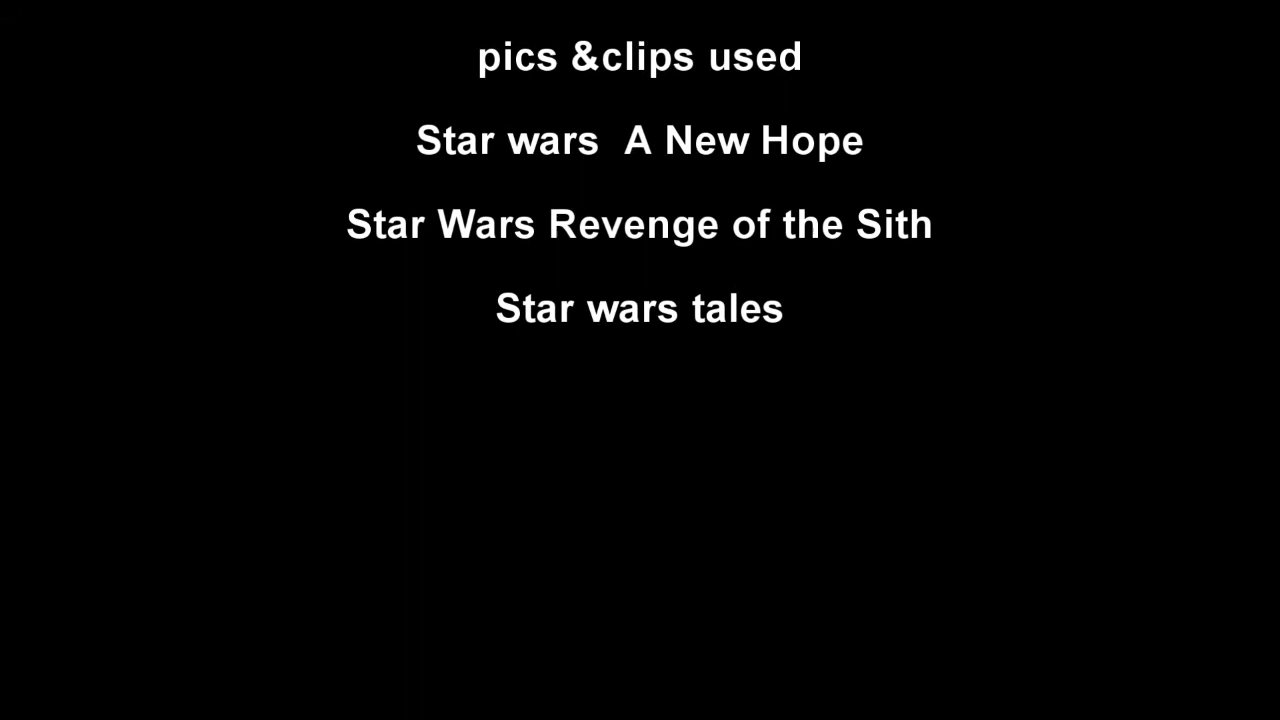 pics &clips used
Star wars  A New Hope
Star Wars Revenge of the Sith
Star wars tales